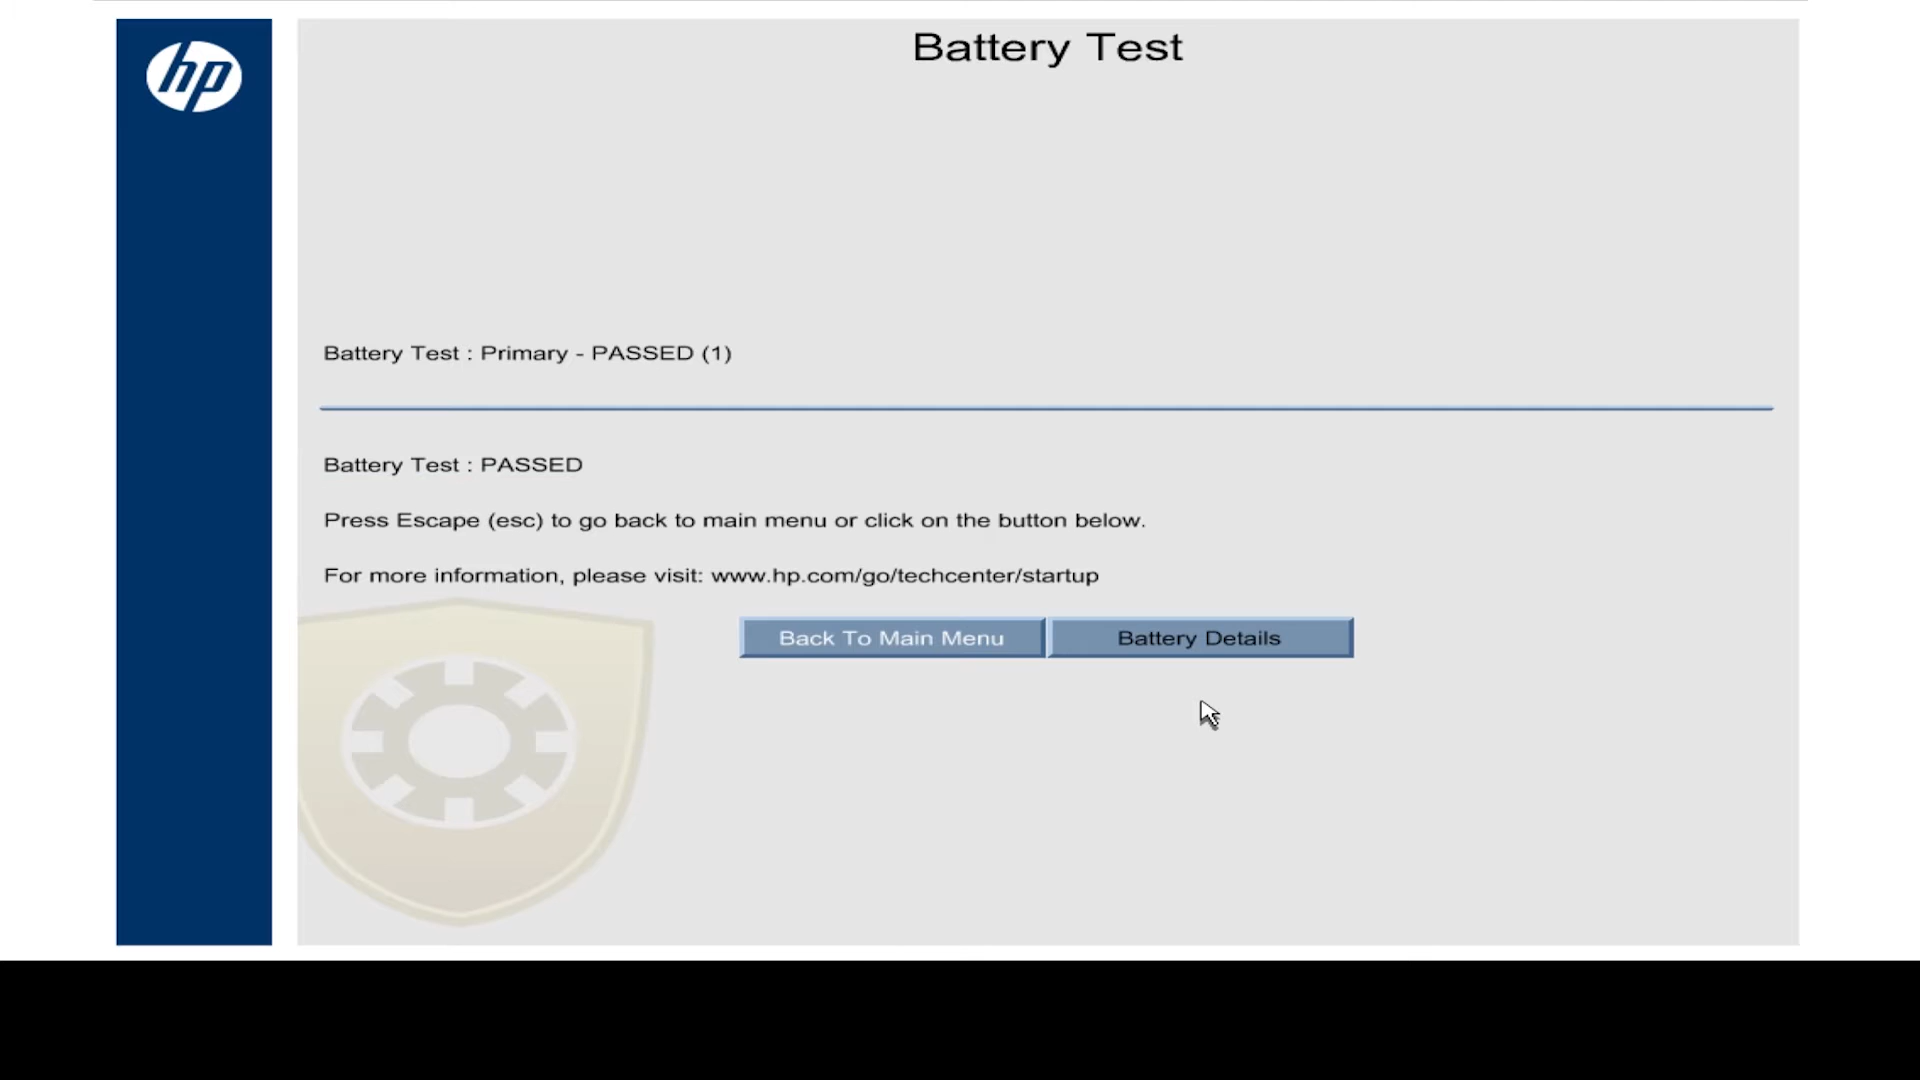 hp
Battery Test
Battery Test : Primary - PASSED (1)
Battery Test : PASSED
Press Escape (esc) to go back to main menu or click on the button below.
For more information, please visit: www.hp.com/go/techcenter/startup
Back To Main Menu
Battery Details